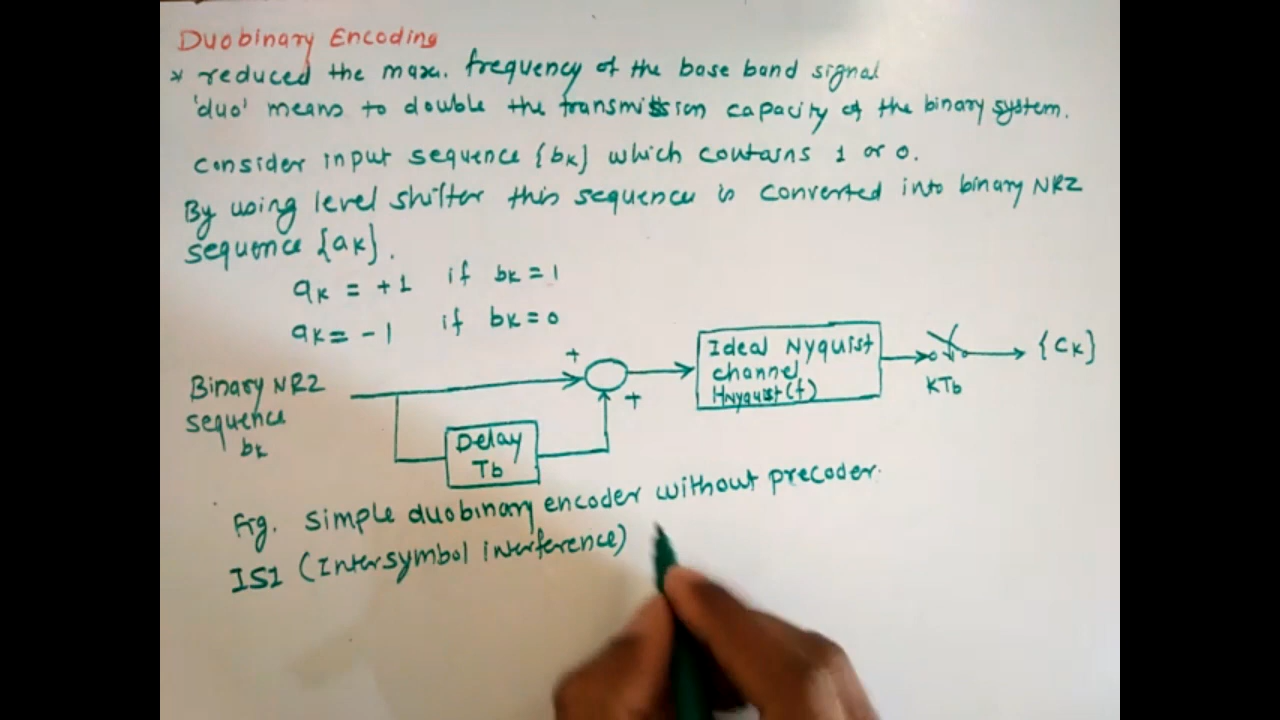 Duobinary Encoding
* reduced the max. frequency of the base band signal
'duo' means to double the transmission capacity of the binary system.
Consider input sequence {bk} which contains 1 or 0.
By using level shifter this sequence is converted into binary NRZ
sequence {ak}.
ak = +1 if bk = 1
ak = -1 if bk = 0
Binary NRZ
sequence
bk
+
+
Delay
Tb
Ideal Nyquist
channel
HNyquist(f)
KTb
{Ck}
Fig. Simple duobinary encoder without precoder.
ISI (Intersymbol interference)